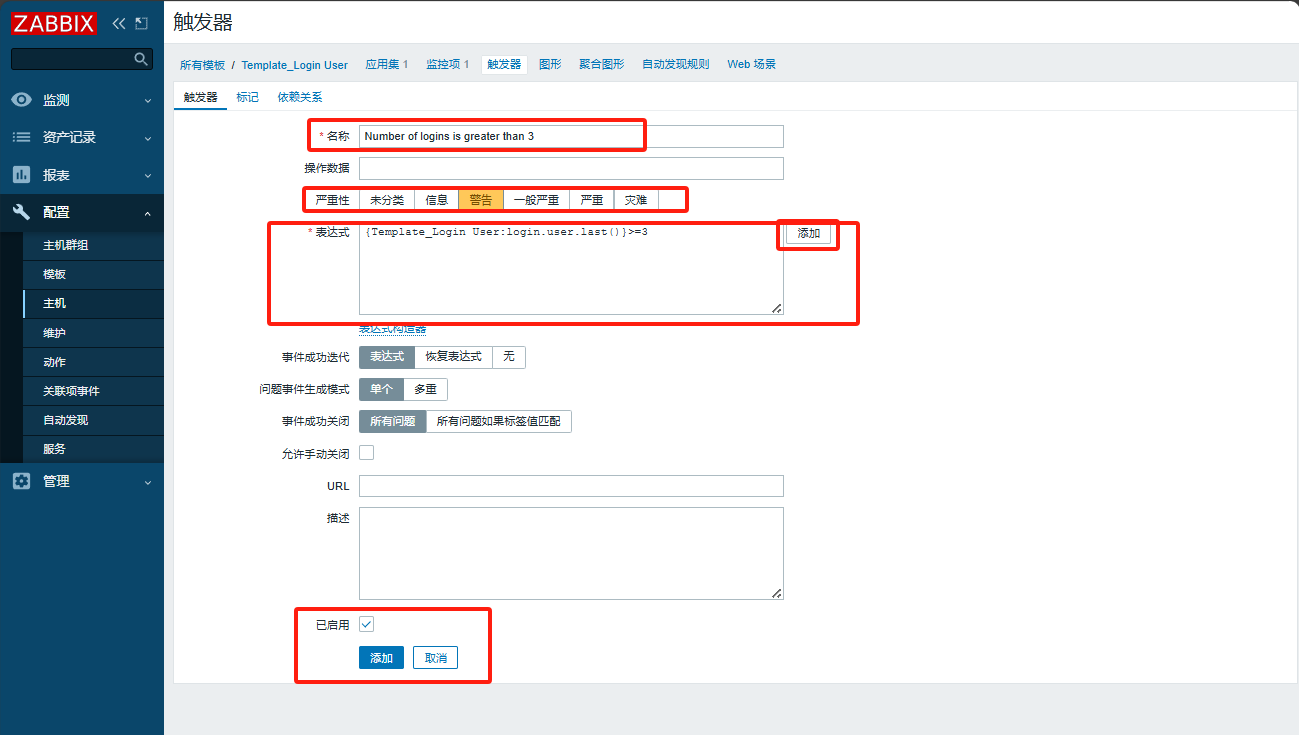 ZABBIX
监测
资产记录
报表
配置
主机群组
模板
主机
维护
动作
关联项事件
自动发现
服务
管理
触发器
所有模板 / Template_Login User 应用集 1 监控项 1 触发器 图形 聚合图形 自动发现规则 Web 场景
触发器 标记 依赖关系
* 名称 Number of logins is greater than 3
操作数据
严重性 未分类 信息 警告 一般严重 严重 灾难
* 表达式 {Template_Login User:login.user.last()}>=3 添加
表达式构造器
事件成功迭代 表达式 恢复表达式 无
问题事件生成模式 单个 多重
事件成功关闭 所有问题 所有问题如果标签值匹配
允许手动关闭
URL
描述
已启用
添加 取消